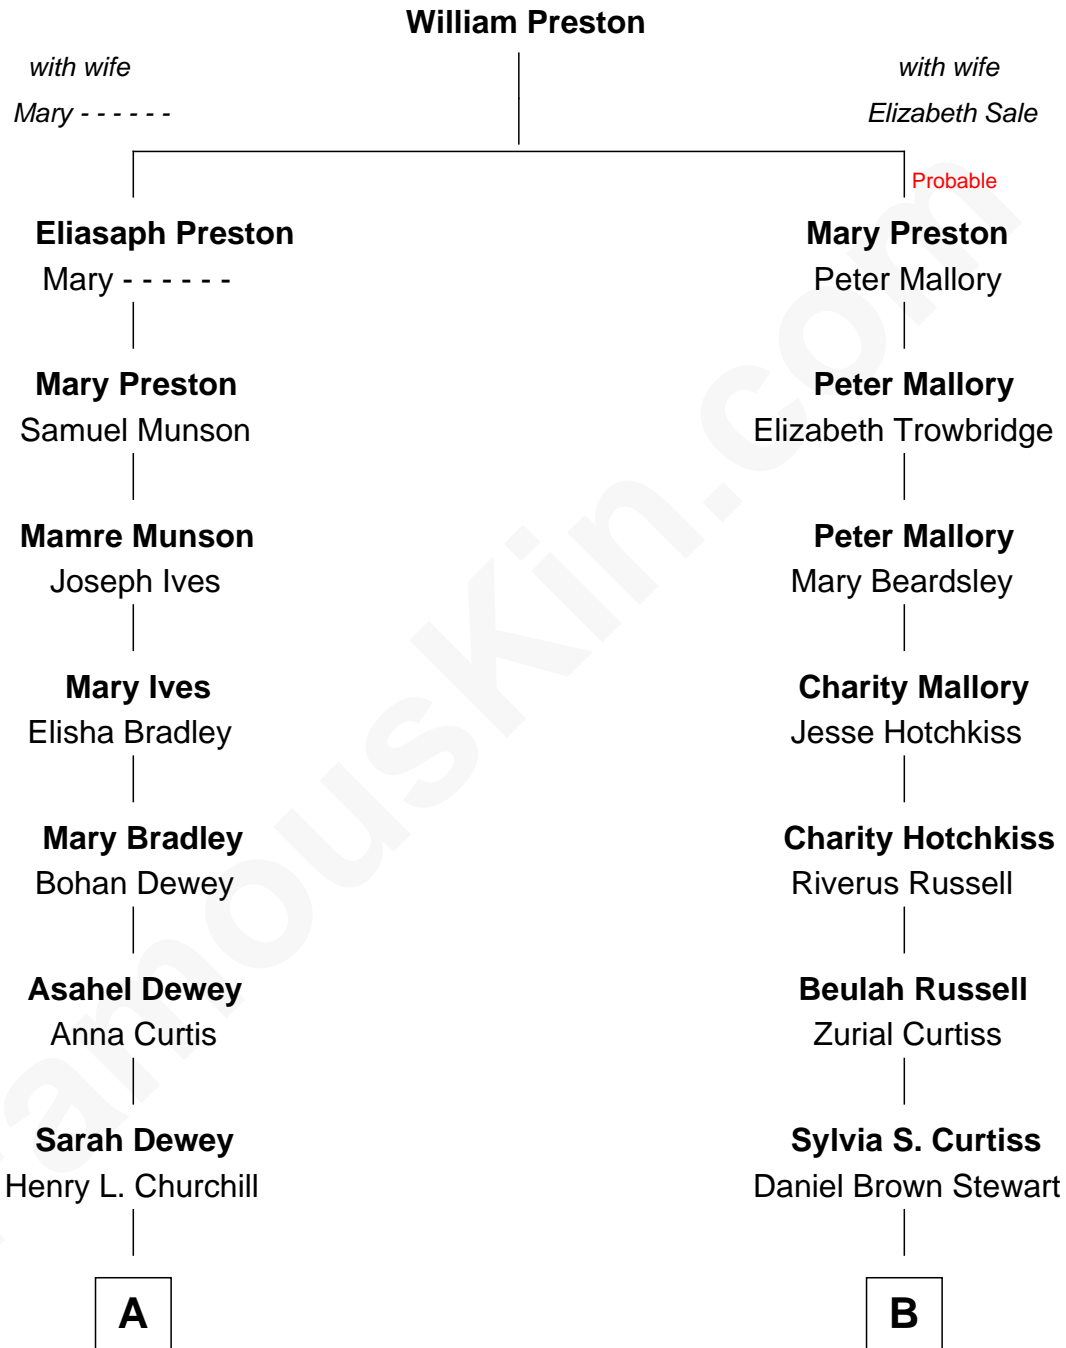 William Preston
with wife
Mary - - - - - -
with wife
Elizabeth Sale
Probable
Eliasaph Preston
Mary - - - - - -
Mary Preston
Peter Mallory
Mary Preston
Samuel Munson
Peter Mallory
Elizabeth Trowbridge
Mamre Munson
Joseph Ives
Peter Mallory
Mary Beardsley
Mary Ives
Elisha Bradley
Charity Mallory
Jesse Hotchkiss
Mary Bradley
Bohan Dewey
Charity Hotchkiss
Riverus Russell
Asahel Dewey
Anna Curtis
Beulah Russell
Zurial Curtiss
Sarah Dewey
Henry L. Churchill
Sylvia S. Curtiss
Daniel Brown Stewart
A
B
FamousKin.com